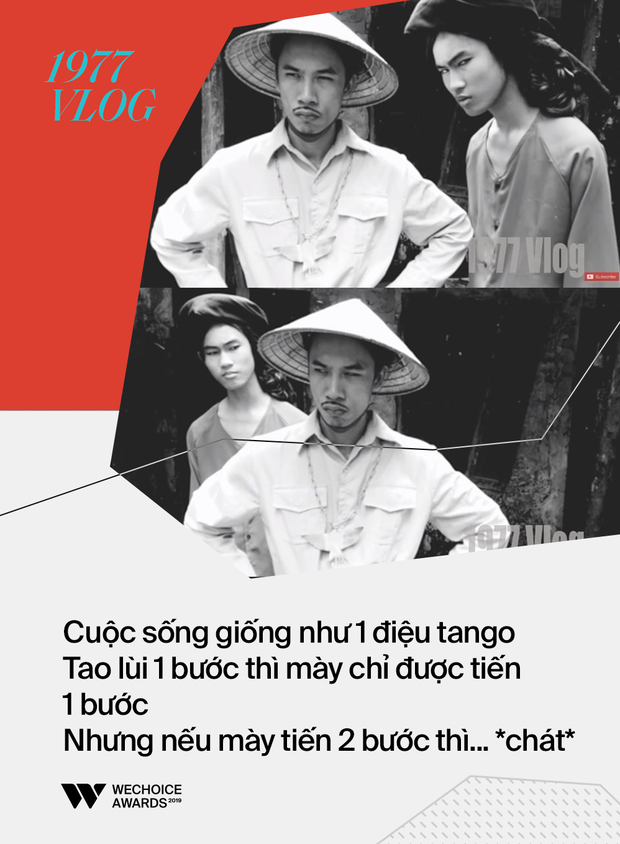 1977
VLOG
1977 Vlog
Subscribe
1977 Vlog
Cuộc sống giống như 1 điệu tango
Tao lùi 1 bước thì mày chỉ được tiến
1 bước
Nhưng nếu mày tiến 2 bước thì... *chát*
WECHOICE
AWARDS 2019